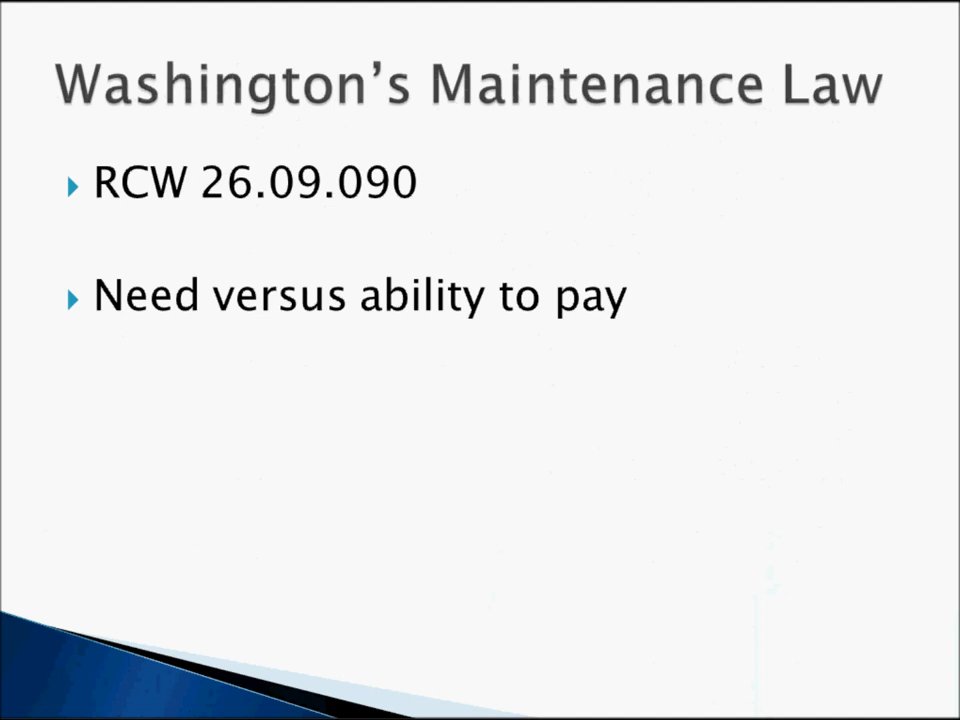 Washington’s Maintenance Law
RCW 26.09.090
Need versus ability to pay